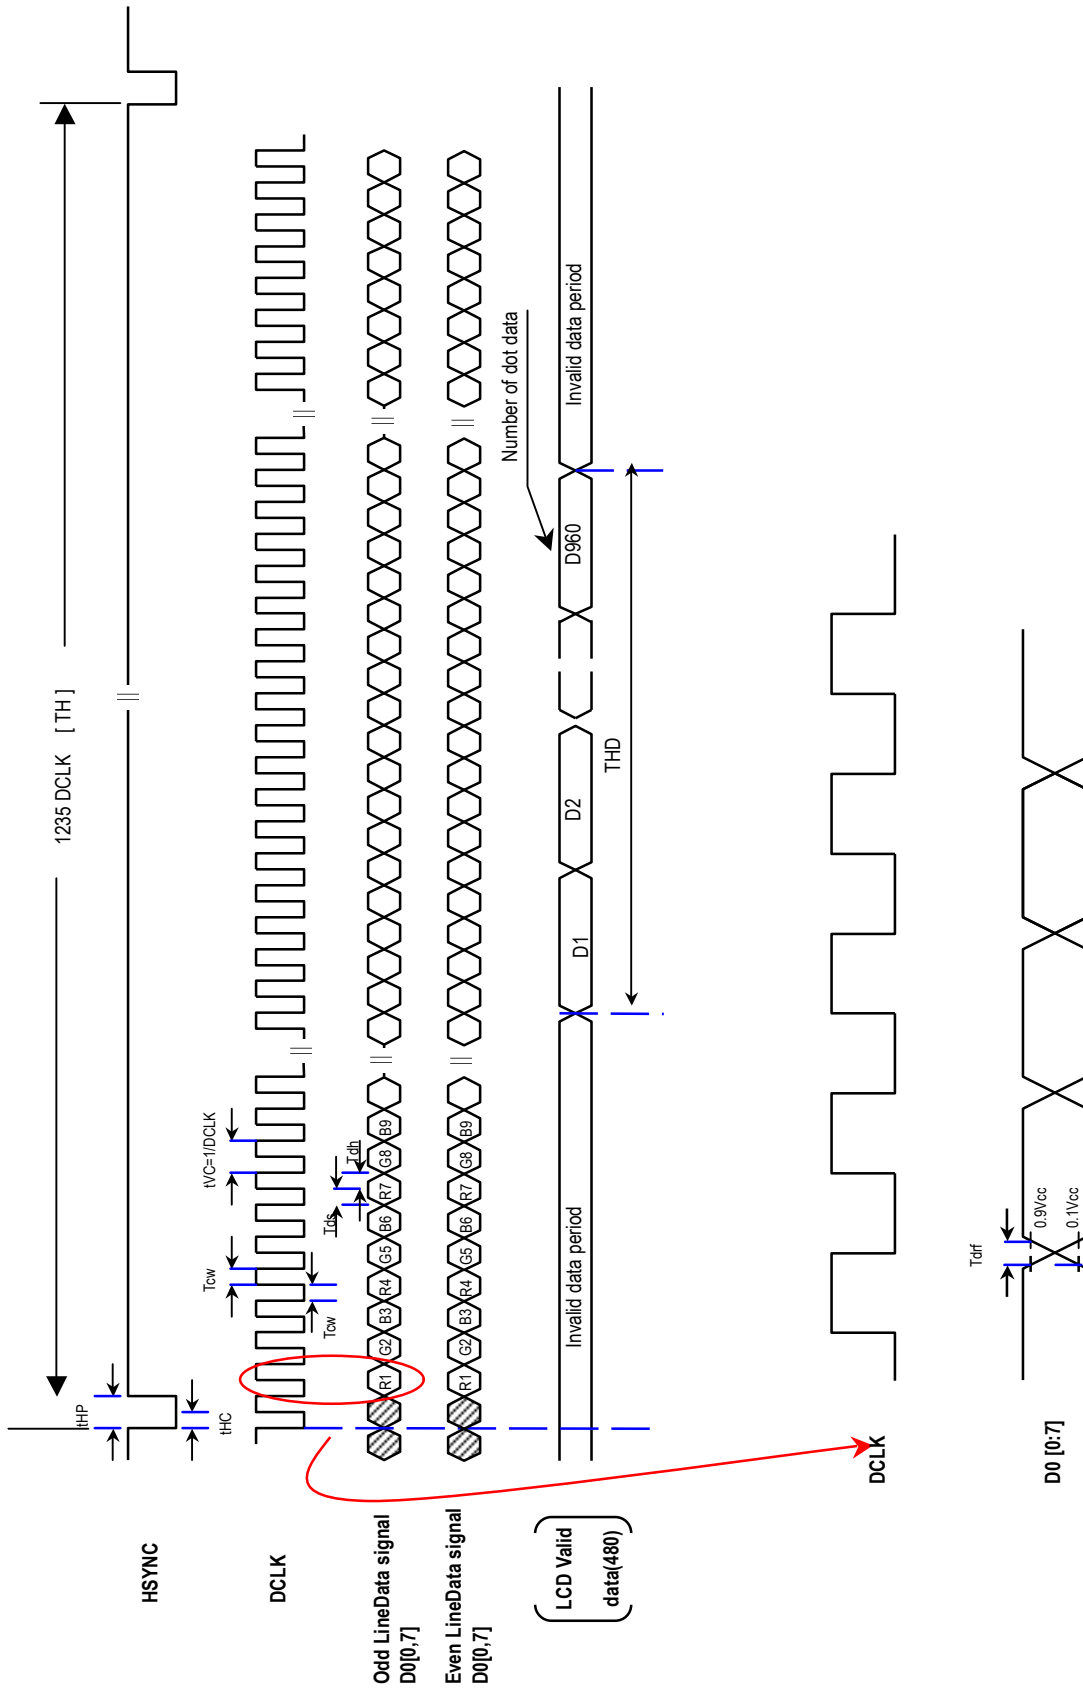 HSYNC
tHP
tHC
1235 DCLK [ TH ]
DCLK
Tcw
Tcw
tVC=1/DCLK
Tds
Tdh
Odd LineData signal
D0[0,7]
R1 G2 B3 R4 G5 B6 R7 G8 B9
Even LineData signal
D0[0,7]
R1 G2 B3 R4 G5 B6 R7 G8 B9
Number of dot data
LCD Valid
data(480)
Invalid data period
D1
D2
D960
Invalid data period
THD
DCLK
D0 [0:7]
Tdrf
0.9Vcc
0.1Vcc